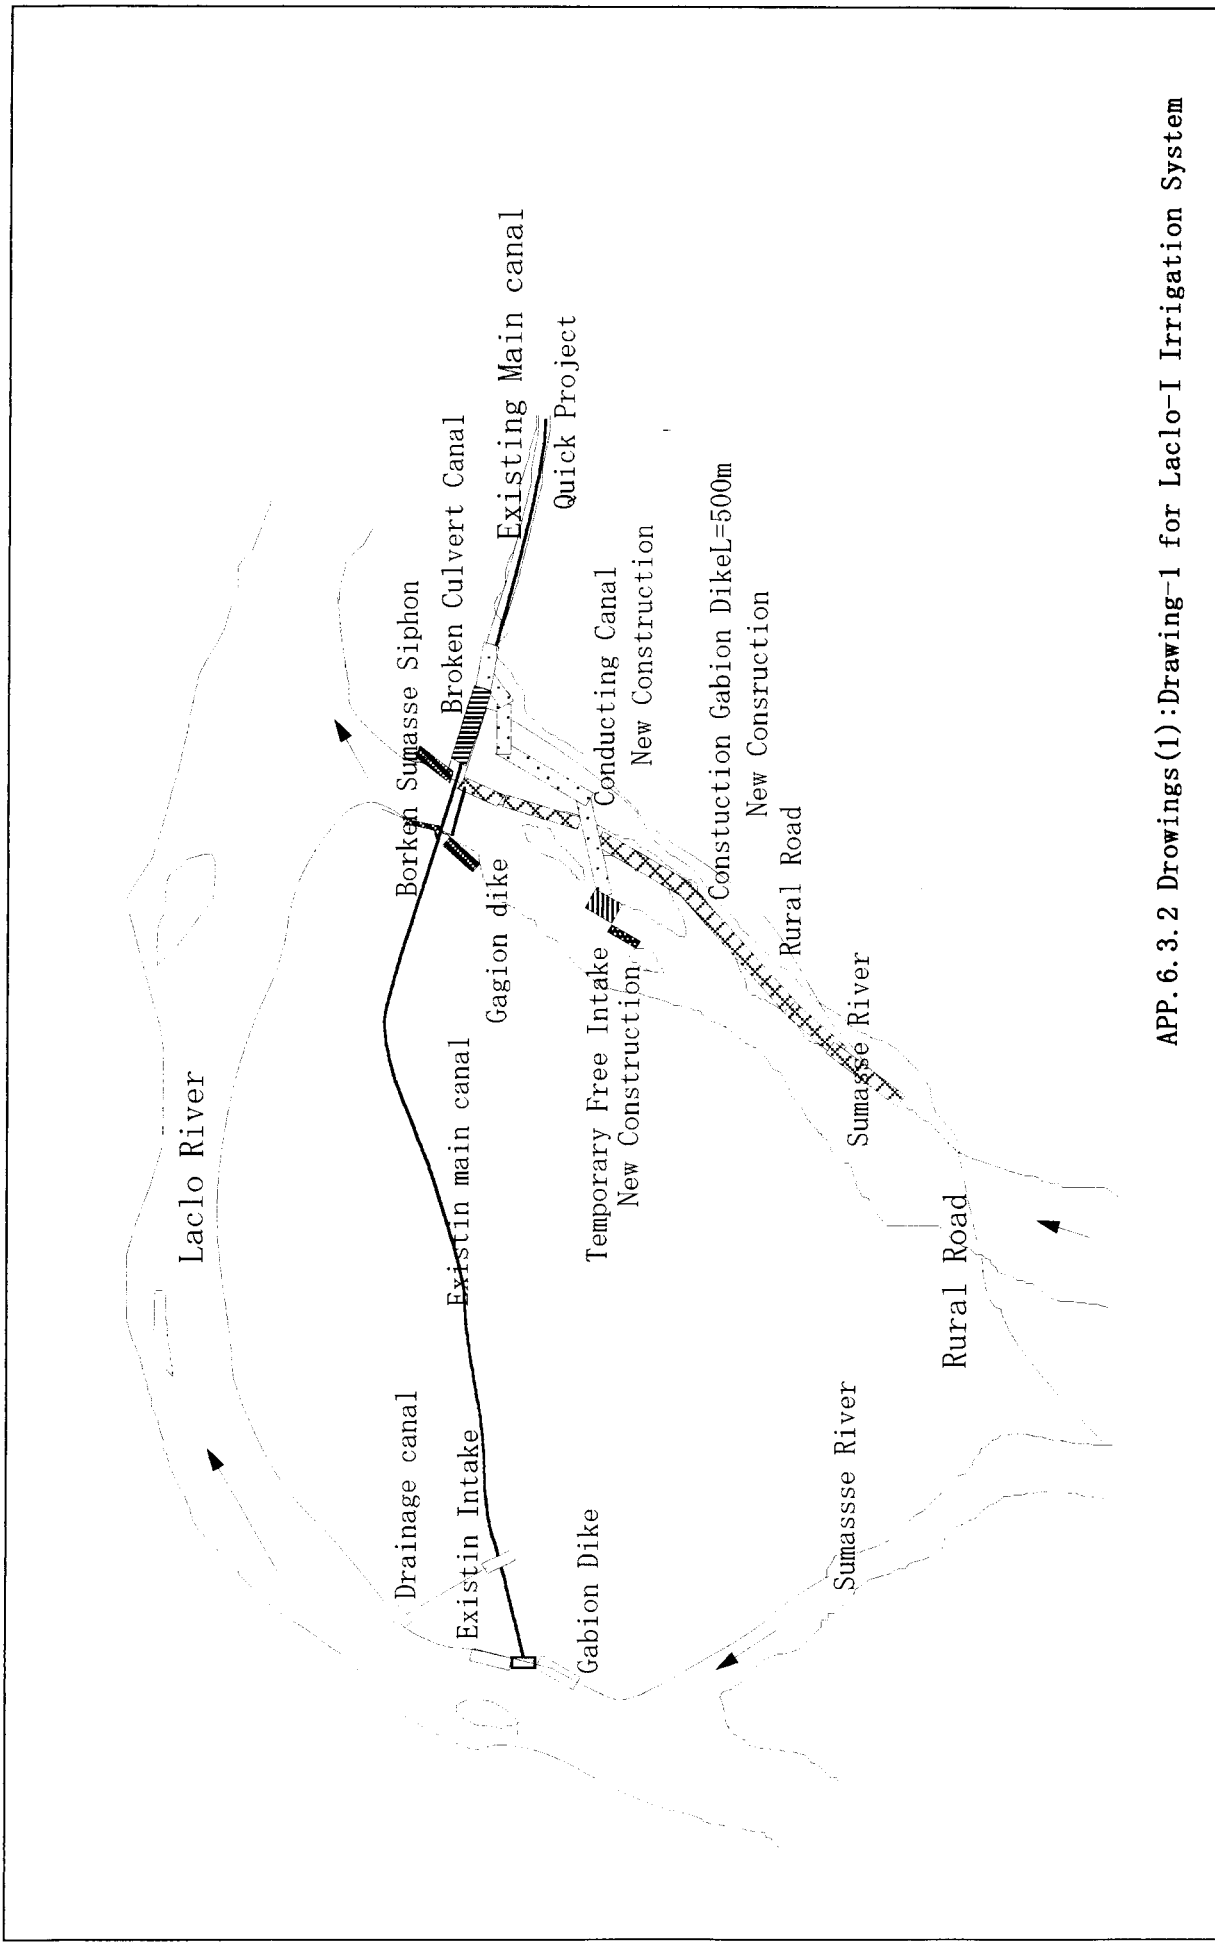 Laclo River
Drainage canal
Existin Intake
Gabion Dike
Existin main canal
Borken Sumasse Siphon
Broken Culvert Canal
Existing Main canal
Quick Project
Gagion dike
Temporary Free Intake
New Construction
Conducting Canal
New Construction
Constuction Gabion DikeL=500m
New Consruction
Rural Road
Sumasse River
Rural Road
Sumassse River
APP.6.3.2 Drowings(1):Drawing-1 for Laclo-I Irrigation System